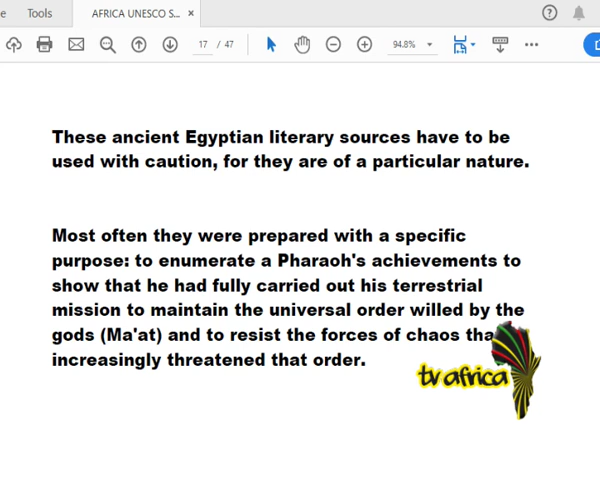 e
Tools
AFRICA UNESCO S...
17 / 47
94.8%
These ancient Egyptian literary sources have to be
used with caution, for they are of a particular nature.
Most often they were prepared with a specific
purpose: to enumerate a Pharaoh's achievements to
show that he had fully carried out his terrestrial
mission to maintain the universal order willed by the
gods (Ma'at) and to resist the forces of chaos tha
increasingly threatened that order.
tv africa